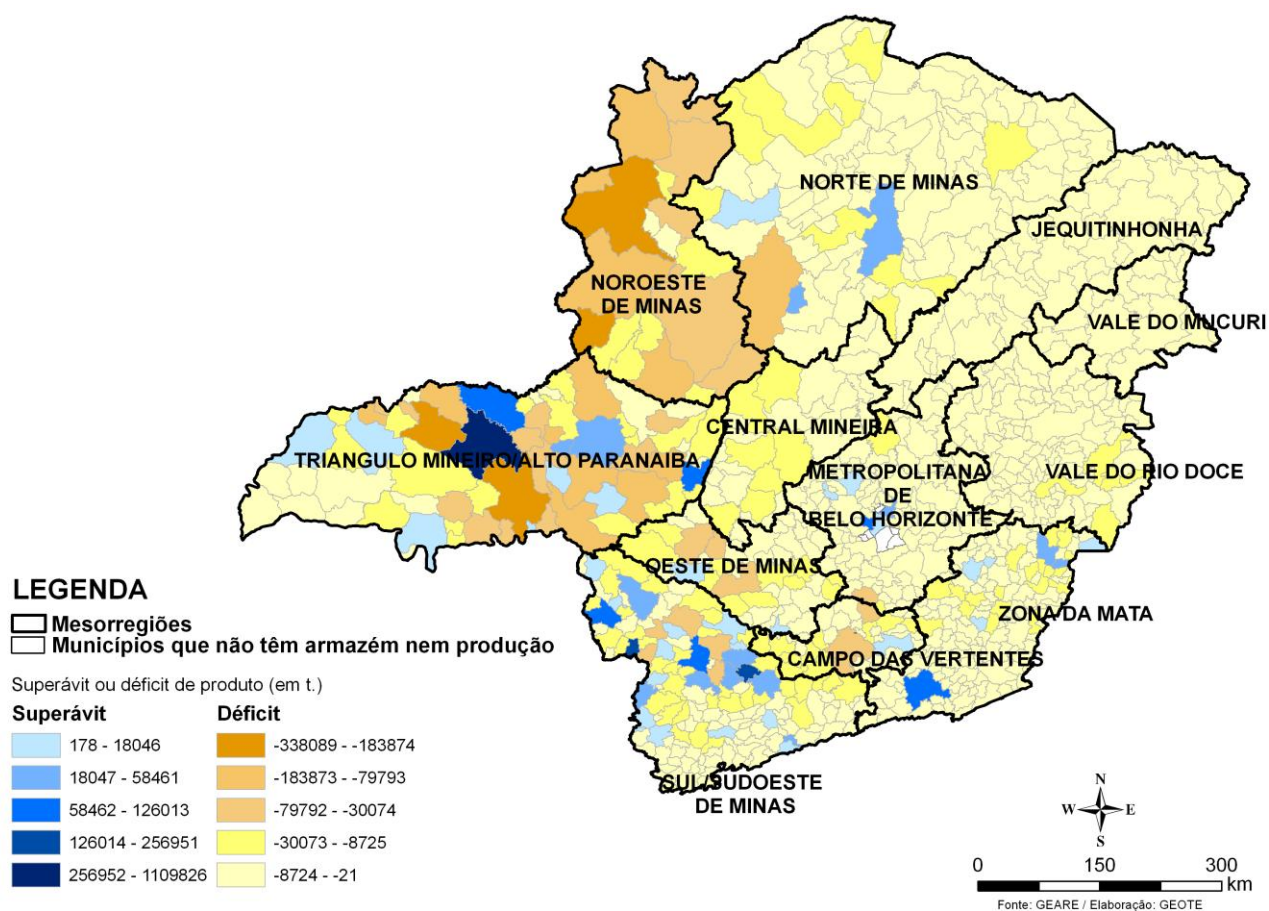 NORTE DE MINAS
JEQUITINHONHA
NOROESTE
DE MINAS
VALE DO MUCURI
CENTRAL MINEIRA
TRIANGULO MINEIRO/ALTO PARANAIBA
METROPOLITANA
DE
BELO HORIZONTE
VALE DO RIO DOCE
OESTE DE MINAS
ZONA DA MATA
CAMPO DAS VERTENTES
SUL/SUDOESTE
DE MINAS
LEGENDA
Mesorregiões
Municípios que não têm armazém nem produção
Superávit ou déficit de produto (em t.)
Superávit Déficit
178 - 18046 -338089 - -183874
18047 - 58461 -183873 - -79793
58462 - 126013 -79792 - -30074
126014 - 256951 -30073 - -8725
256952 - 1109826 -8724 - -21
N
W E
S
0 150 300
km
Fonte: GEARE / Elaboração: GEOTE